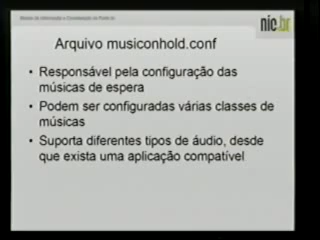 nic.br
Arquivo musiconhold.conf
• Responsável pela configuração das
músicas de espera
• Podem ser configuradas várias classes de
músicas
• Suporta diferentes tipos de áudio, desde
que exista uma aplicação compatível